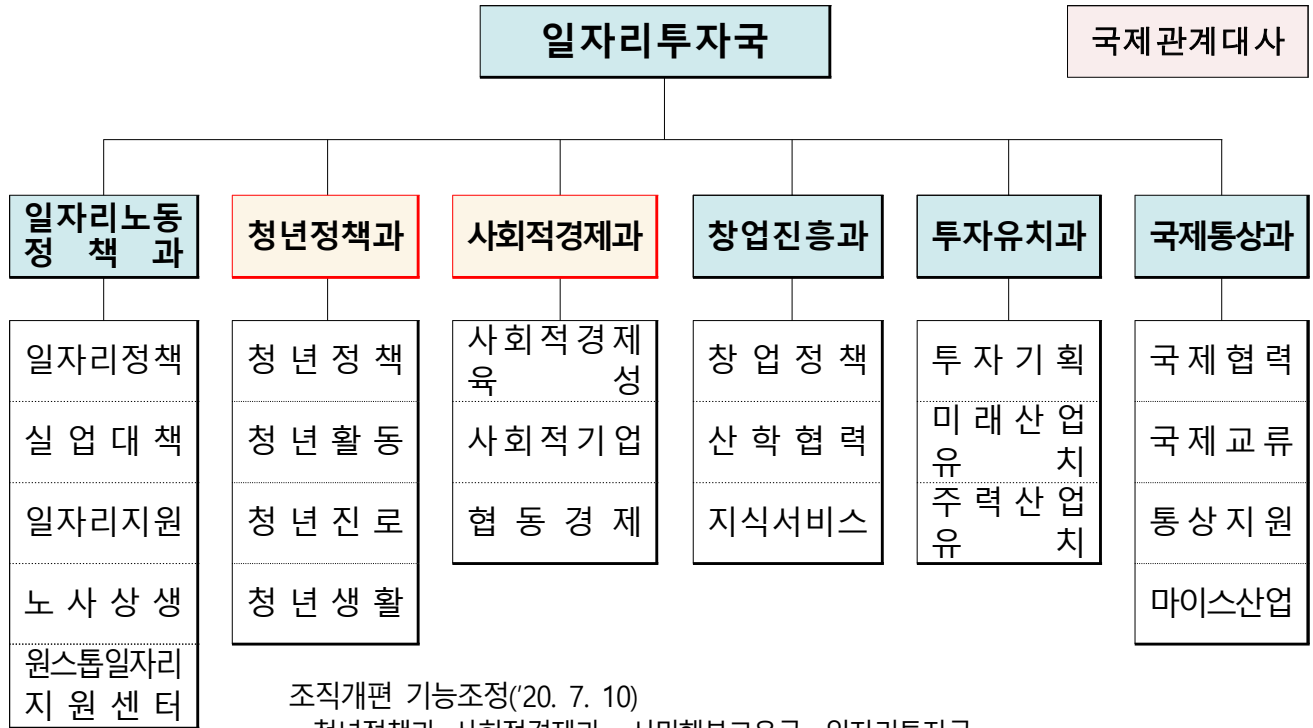 일자리투자국
국제관계대사
일자리노동
정 책 과
청년정책과
사회적경제과
창업진흥과
투자유치과
국제통상과
일자리정책
실 업 대 책
일자리지원
노 사 상 생
원스톱일자리
지 원 센 터
청 년 정 책
청 년 활 동
청 년 진 로
청 년 생 활
사 회 적 경 제
육 성
사 회 적 기 업
협 동 경 제
창 업 정 책
산 학 협 력
지식서비스
투 자 기 획
미 래 산 업
유 치
주 력 산 업
유 치
국 제 협 력
국 제 교 류
통 상 지 원
마이스산업
조직개편 기능조정('20. 7. 10)